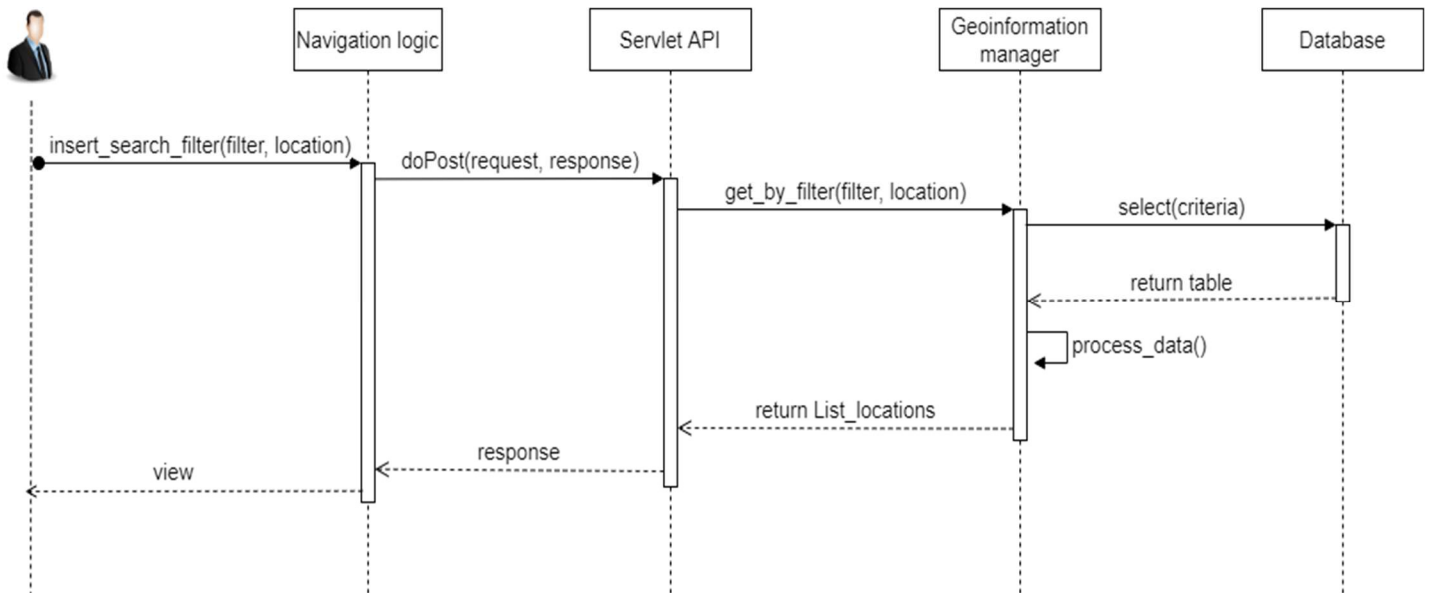 Navigation logic
Servlet API
Geoinformation
manager
Database
insert_search_filter(filter, location)
doPost(request, response)
get_by_filter(filter, location)
select(criteria)
return table
process_data()
return List_locations
response
view